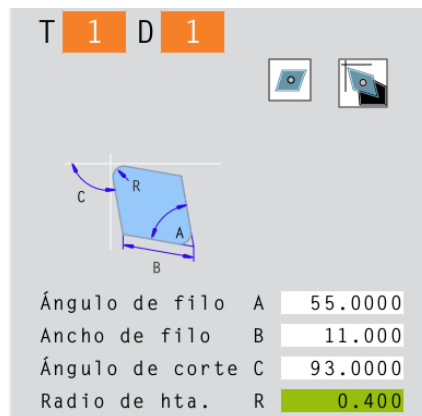 T 1 D 1
R
C
A
B
Ángulo de filo A 55.0000
Ancho de filo B 11.000
Ángulo de corte C 93.0000
Radio de hta. R 0.400